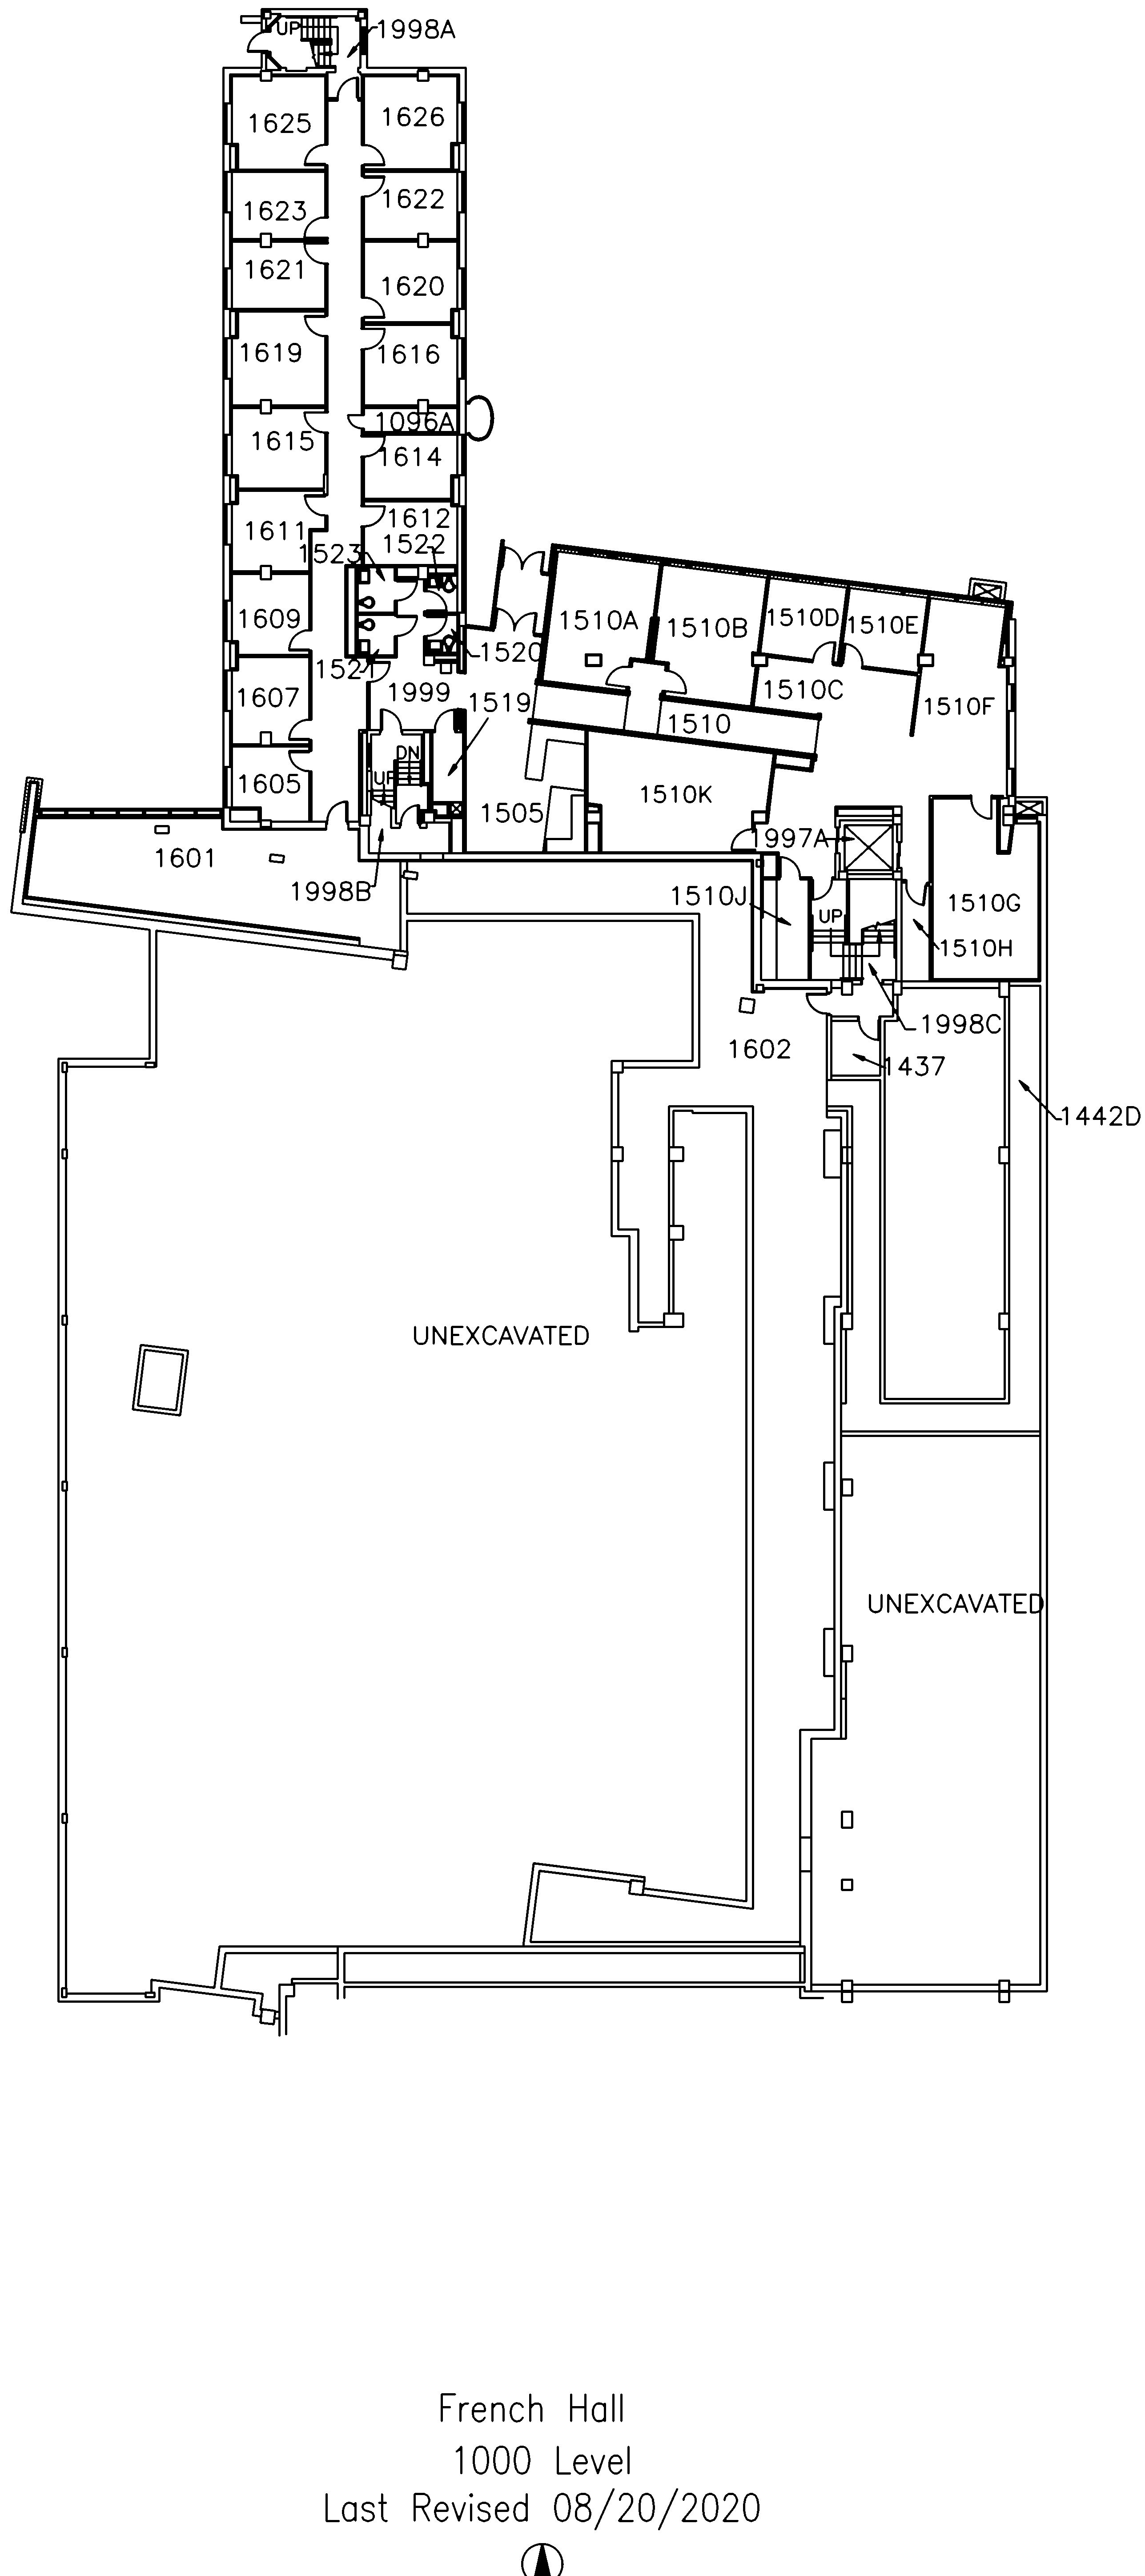 UP
1998A
1625
1626
1623
1622
1621
1620
1619
1616
1096A
1615
1614
1611
1612
1523
1522
1609
1510A
1510B
1510D
1510E
1521
1520
1607
1999
1519
1510C
1510F
1510
DN
UP
1605
1505
1510K
1601
1997A
1998B
1510J
UP
1510G
1510H
1998C
1602
1437
1442D
UNEXCAVATED
UNEXCAVATED
French Hall
1000 Level
Last Revised 08/20/2020